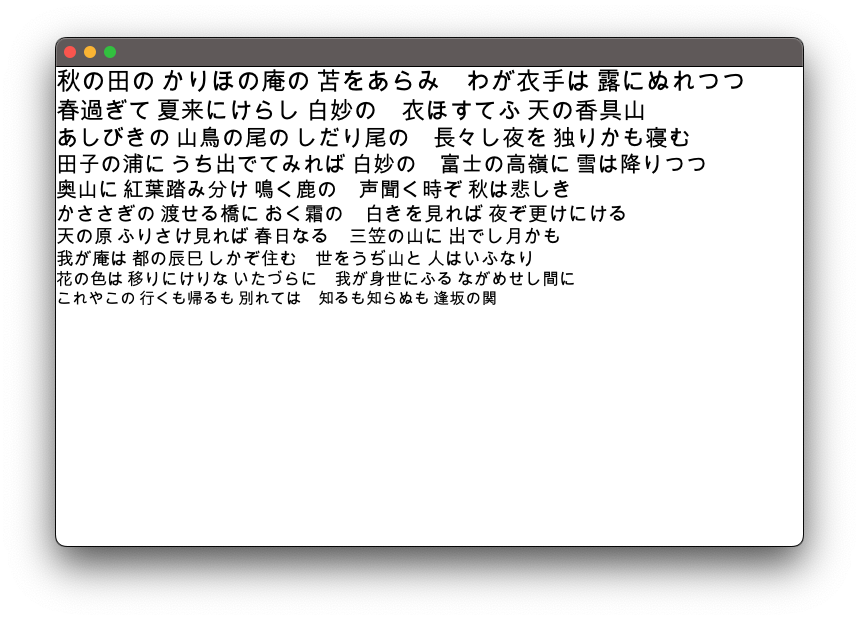 秋の田の かりほの庵の 苫をあらみ　わが衣手は 露にぬれつつ
春過ぎて 夏来にけらし 白妙の　衣ほすてふ 天の香具山
あしびきの 山鳥の尾の しだり尾の　長々し夜を 独りかも寝む
田子の浦に うち出でてみれば 白妙の　富士の高嶺に 雪は降りつつ
奥山に 紅葉踏み分け 鳴く鹿の　声聞く時ぞ 秋は悲しき
かささぎの 渡せる橋に おく霜の　白きを見れば 夜ぞ更けにける
天の原 ふりさけ見れば 春日なる　三笠の山に 出でし月かも
我が庵は 都の辰巳 しかぞ住む　世をうぢ山と 人はいふなり
花の色は 移りにけりな いたづらに　我が身世にふる ながめせし間に
これやこの 行くも帰るも 別れては　知るも知らぬも 逢坂の関